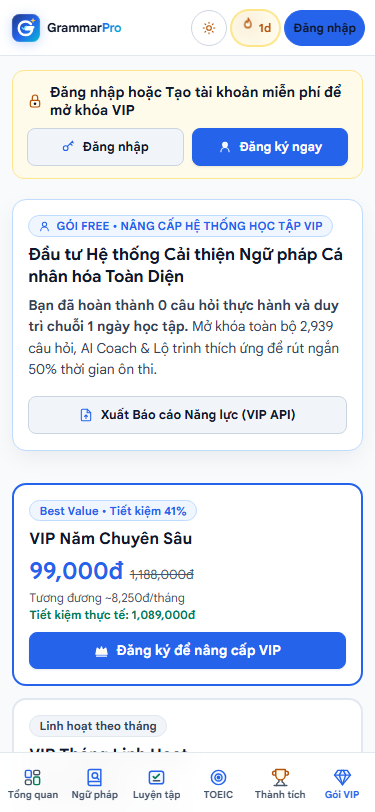 GrammarPro
1d
Đăng nhập
Đăng nhập hoặc Tạo tài khoản miễn phí để
mở khóa VIP
Đăng nhập
Đăng ký ngay
GÓI FREE • NÂNG CẤP HỆ THỐNG HỌC TẬP VIP
Đầu tư Hệ thống Cải thiện Ngữ pháp Cá
nhân hóa Toàn Diện
Bạn đã hoàn thành 0 câu hỏi thực hành và duy
trì chuỗi 1 ngày học tập. Mở khóa toàn bộ 2,939
câu hỏi, AI Coach & Lộ trình thích ứng để rút ngắn
50% thời gian ôn thi.
Xuất Báo cáo Năng lực (VIP API)
Best Value • Tiết kiệm 41%
VIP Năm Chuyên Sâu
99,000đ 1,188,000đ
Tương đương ~8,250đ/tháng
Tiết kiệm thực tế: 1,089,000đ
Đăng ký để nâng cấp VIP
Linh hoạt theo tháng
VIP Tháng Linh Hoạt
Tổng quan
Ngữ pháp
Luyện tập
TOEIC
Thành tích
Gói VIP